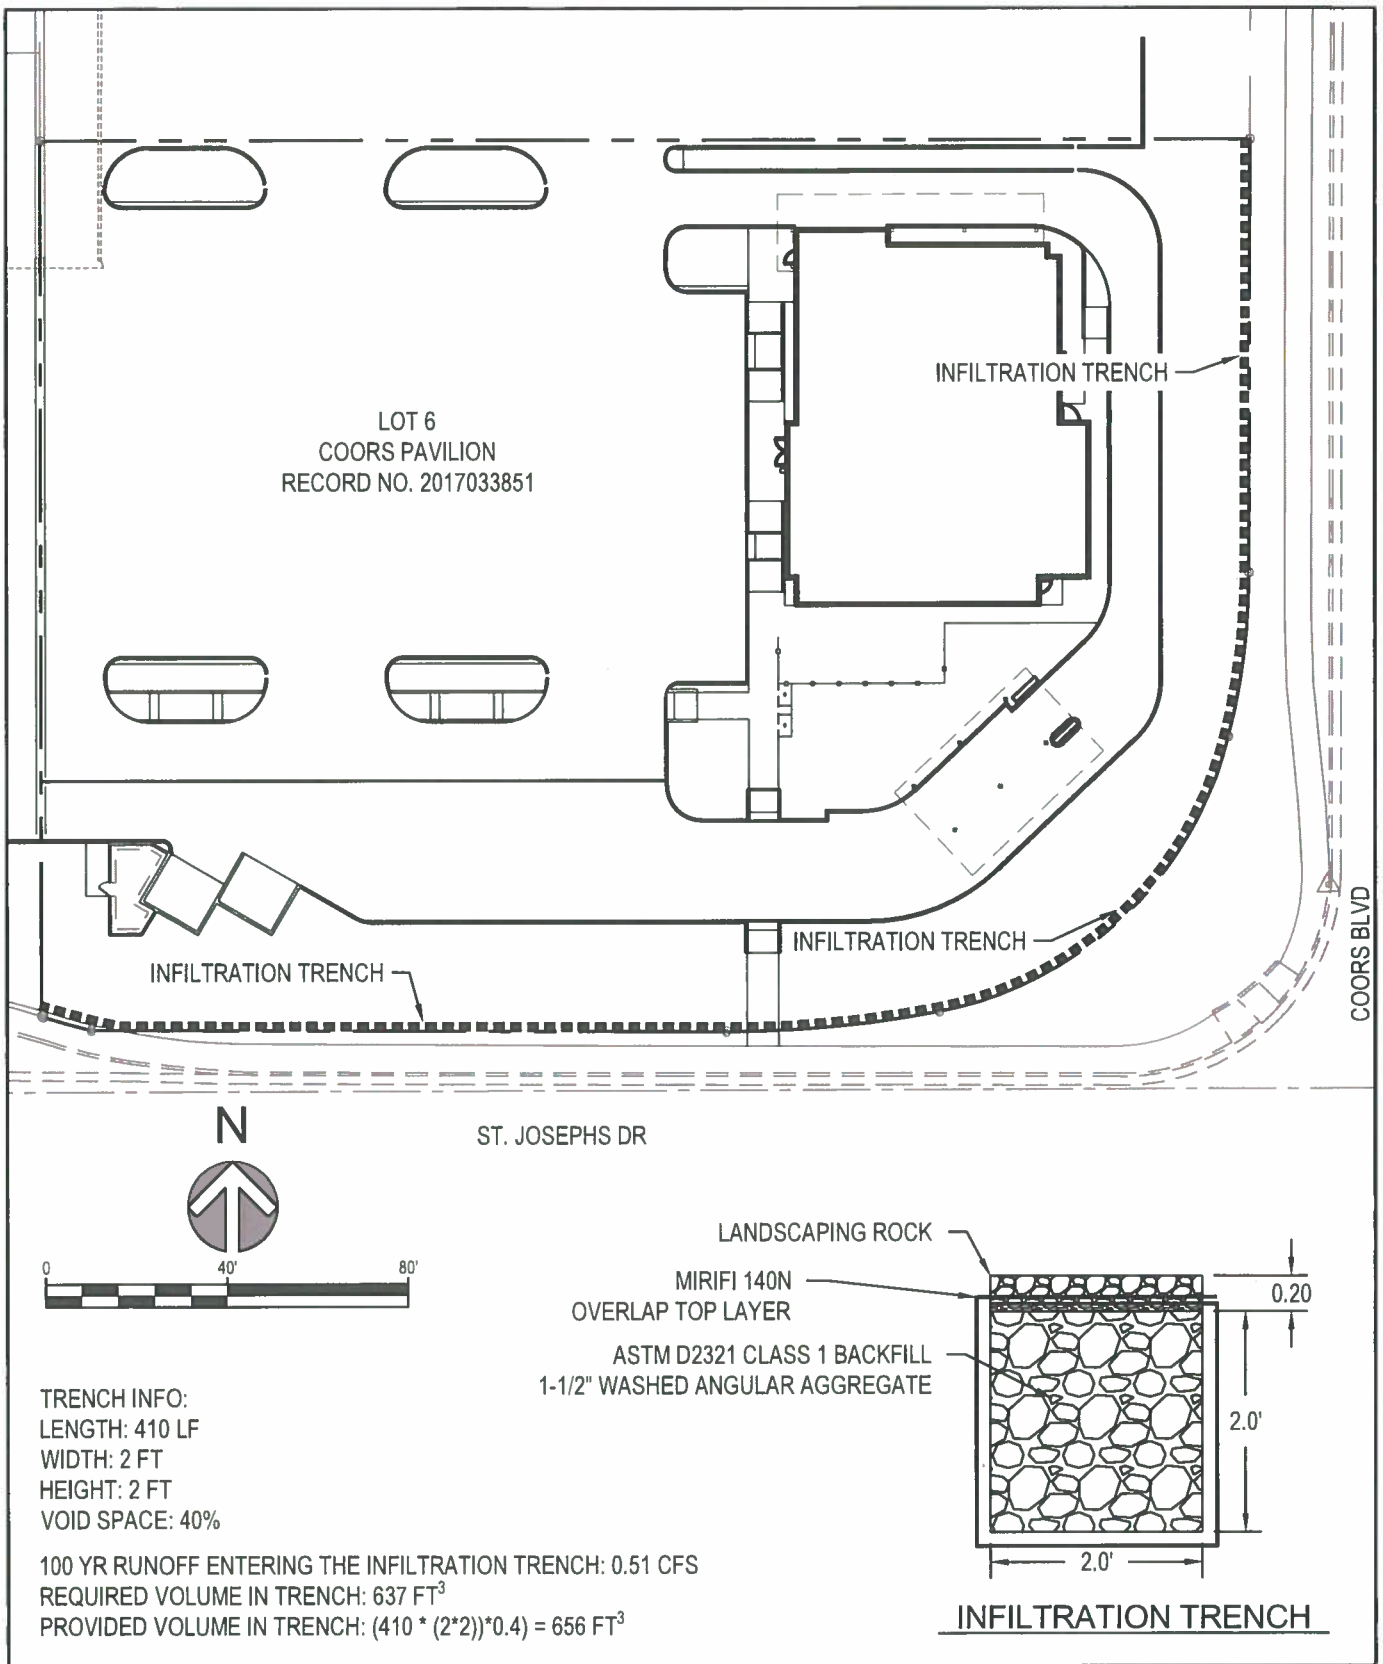 INFILTRATION TRENCH
LOT 6
COORS PAVILION
RECORD NO. 2017033851
INFILTRATION TRENCH
INFILTRATION TRENCH
COORS BLVD
N
ST. JOSEPHS DR
0 40' 80'
LANDSCAPING ROCK
MIRIFI 140N
OVERLAP TOP LAYER
ASTM D2321 CLASS 1 BACKFILL
1-1/2" WASHED ANGULAR AGGREGATE
0.20
2.0'
2.0'
INFILTRATION TRENCH
TRENCH INFO:
LENGTH: 410 LF
WIDTH: 2 FT
HEIGHT: 2 FT
VOID SPACE: 40%
100 YR RUNOFF ENTERING THE INFILTRATION TRENCH: 0.51 CFS
REQUIRED VOLUME IN TRENCH: 637 FT³
PROVIDED VOLUME IN TRENCH: (410 * (2*2))*0.4) = 656 FT³